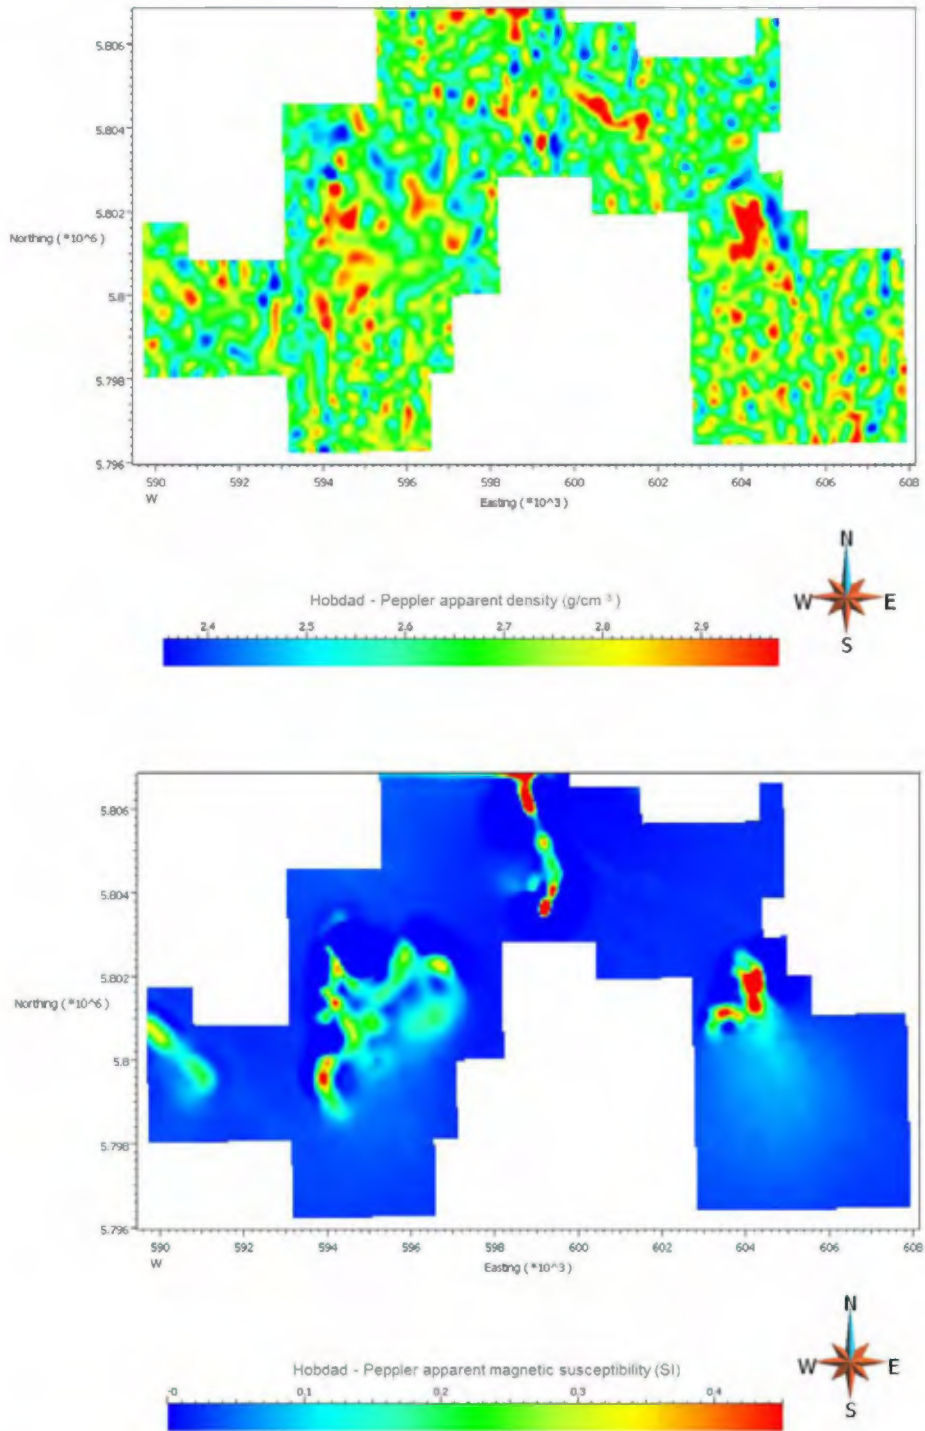 5.806
5.804
5.802
Northing ( *10^6 )
5.8
5.798
5.796
590 592 594 596 598 600 602 604 606 608
W
Easting ( *10^3 )
N
W E
S
Hobdad - Peppler apparent density (g/cm ³ )
2.4 2.5 2.6 2.7 2.8 2.9
5.806
5.804
5.802
Northing ( *10^6 )
5.8
5.798
5.796
590 592 594 596 598 600 602 604 606 608
W
Easting ( *10^3 )
N
W E
S
Hobdad - Peppler apparent magnetic susceptibility (SI)
0 0.1 0.2 0.3 0.4